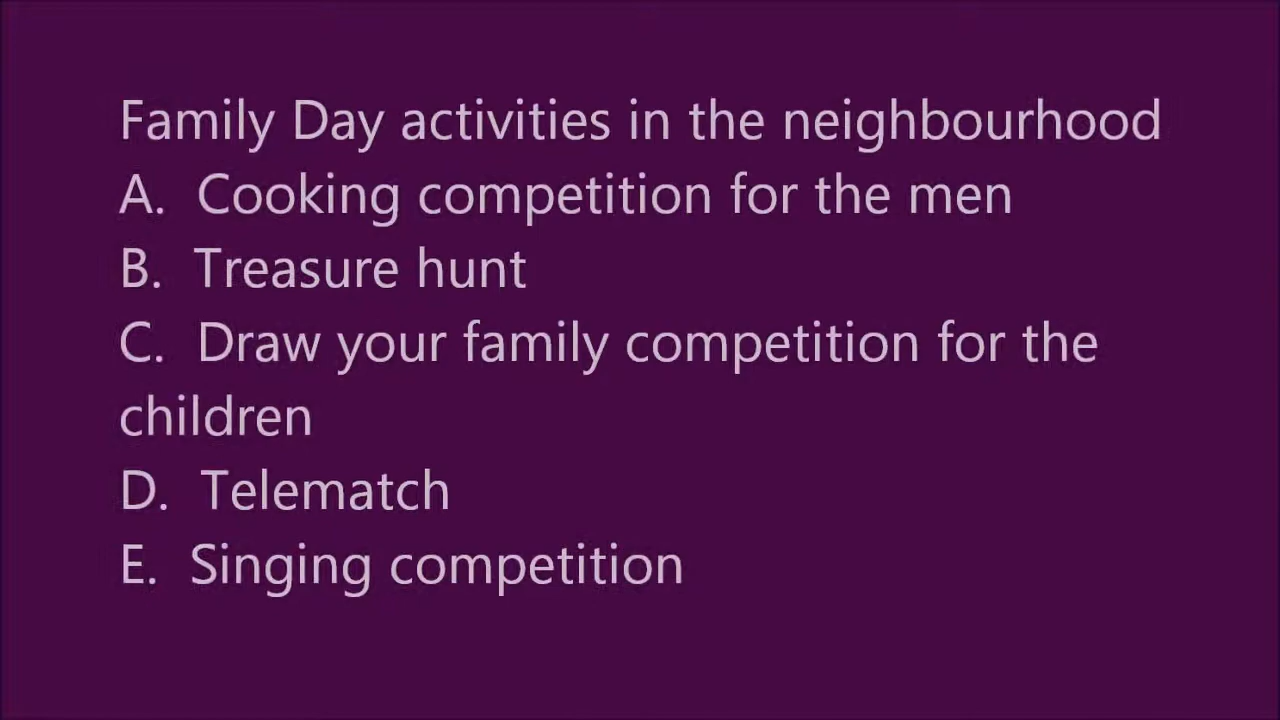 Family Day activities in the neighbourhood
A. Cooking competition for the men
B. Treasure hunt
C. Draw your family competition for the
children
D. Telematch
E. Singing competition